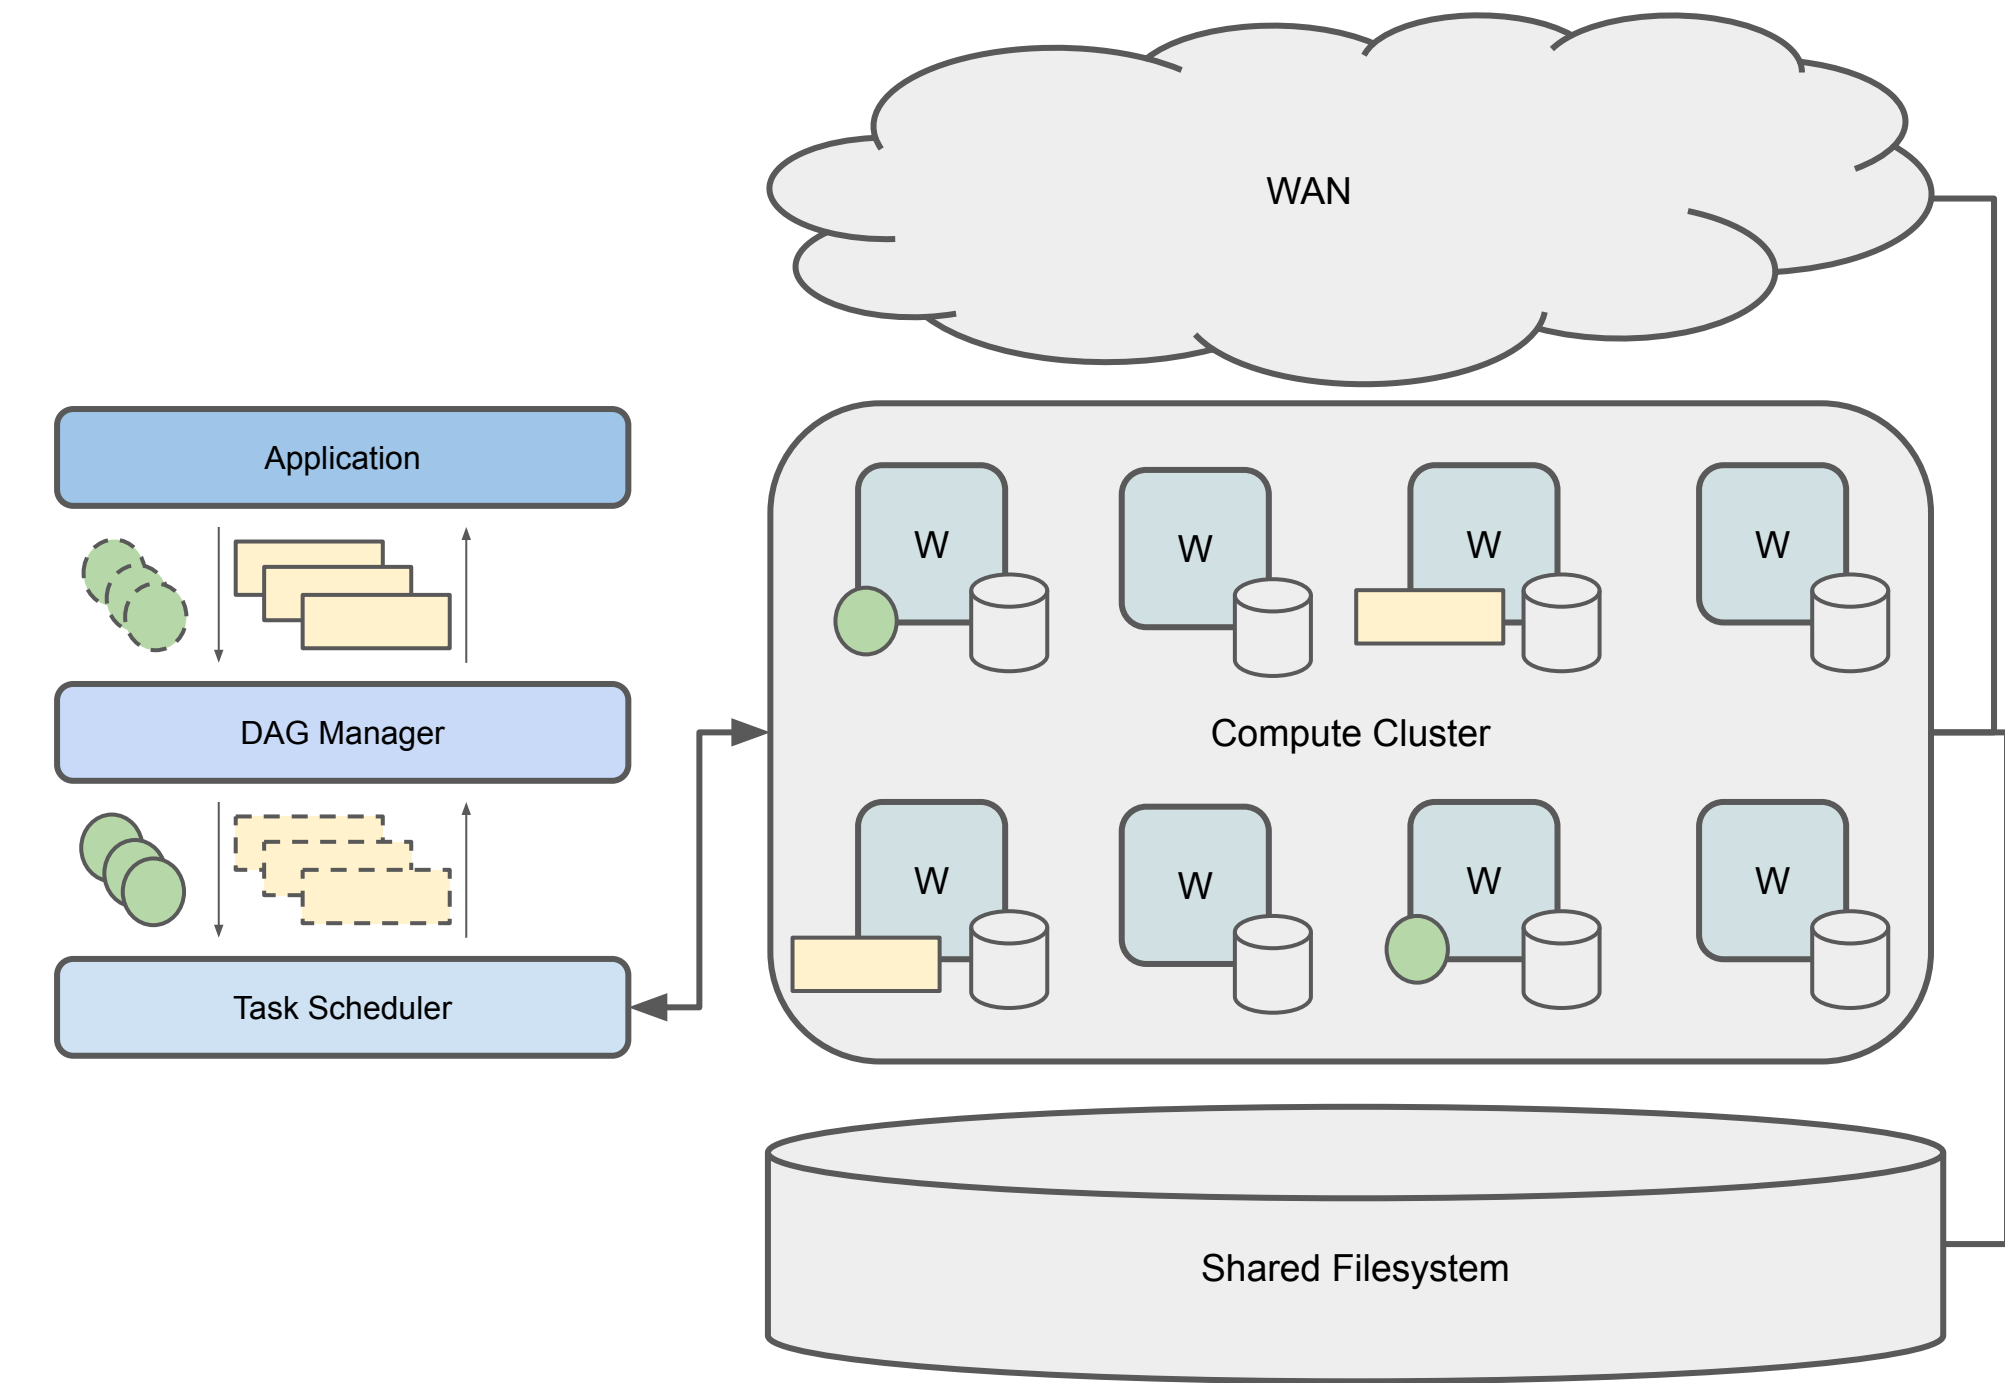 WAN
Application
DAG Manager
Task Scheduler
W
W
W
W
Compute Cluster
W
W
W
W
Shared Filesystem